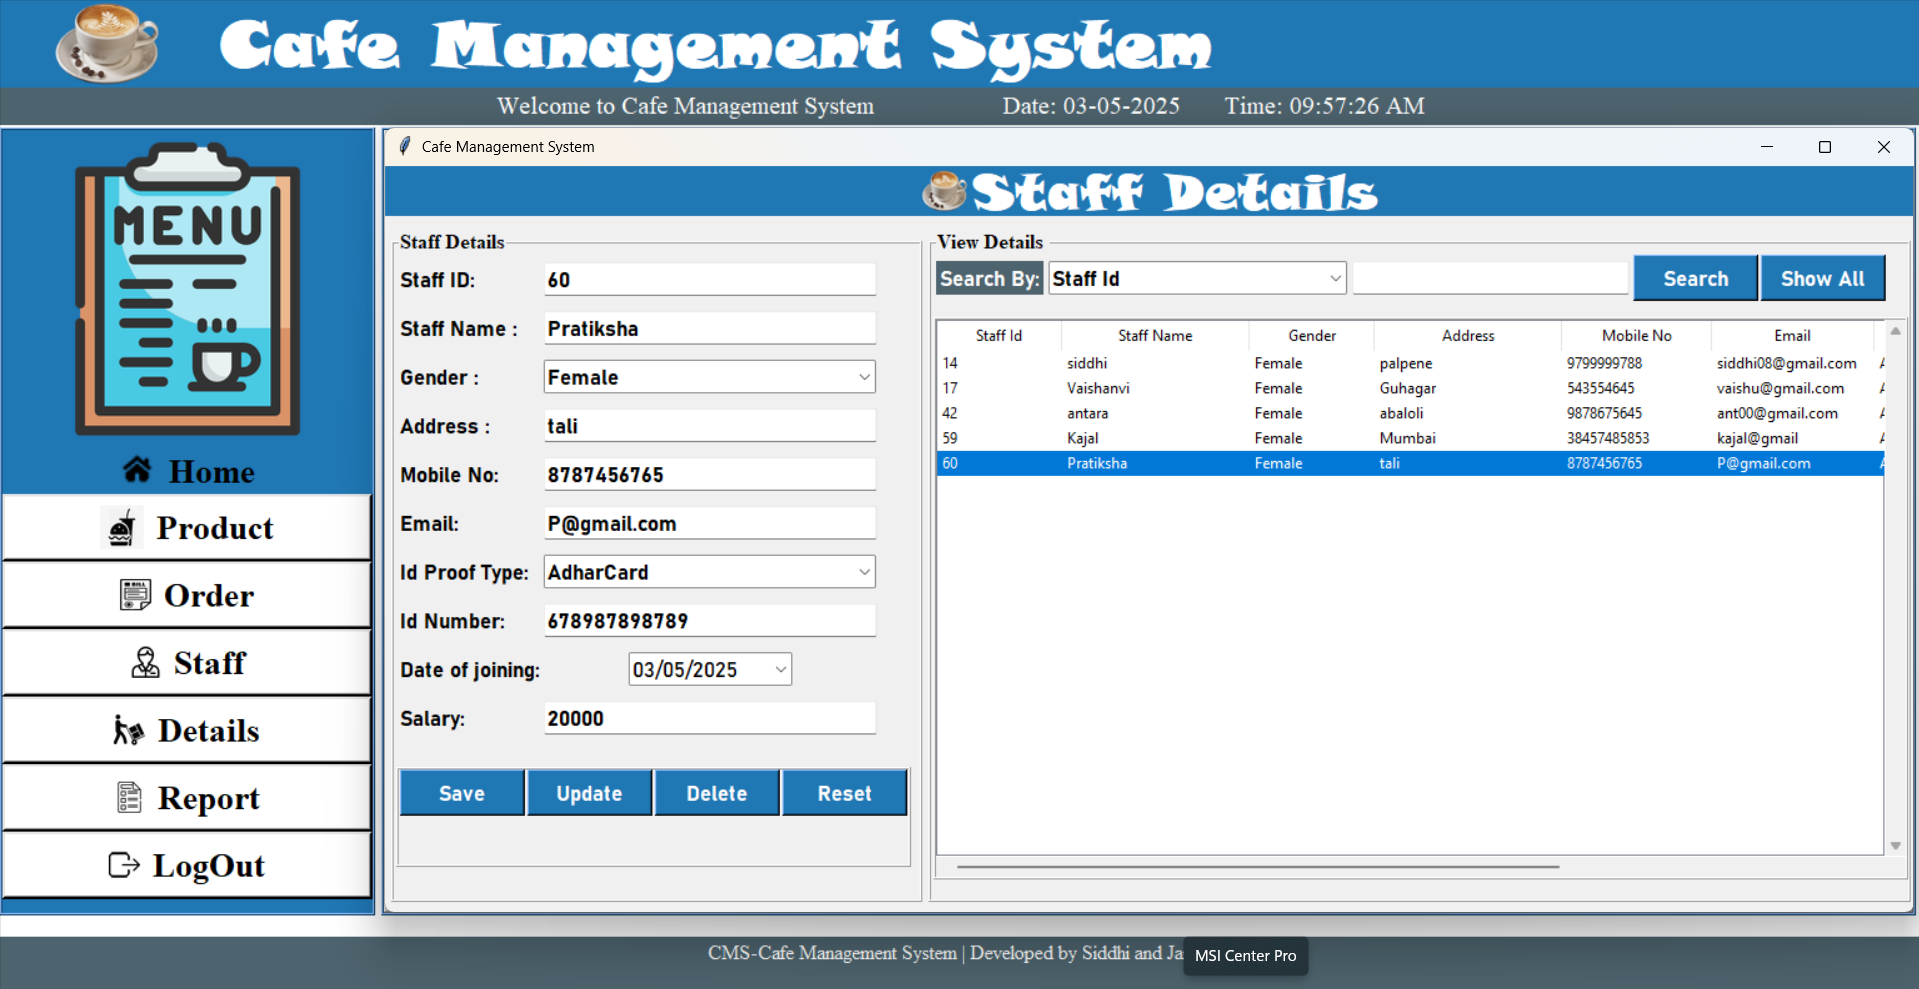 Cafe Management System
Welcome to Cafe Management System Date: 03-05-2025 Time: 09:57:26 AM
MENU
Home
Product
Order
Staff
Details
Report
LogOut
Cafe Management System
Staff Details
Staff Details
Staff ID: 60
Staff Name : Pratiksha
Gender : Female
Address : tali
Mobile No: 8787456765
Email: P@gmail.com
Id Proof Type: AdharCard
Id Number: 678987898789
Date of joining: 03/05/2025
Salary: 20000
Save Update Delete Reset
View Details
Search By: Staff Id Search Show All
Staff Id Staff Name Gender Address Mobile No Email
14 siddhi Female palpene 9799999788 siddhi08@gmail.com
17 Vaishanvi Female Guhagar 543554645 vaishu@gmail.com
42 antara Female abaloli 9878675645 ant00@gmail.com
59 Kajal Female Mumbai 38457485853 kajal@gmail
60 Pratiksha Female tali 8787456765 P@gmail.com
CMS-Cafe Management System | Developed by Siddhi and Ja
MSI Center Pro